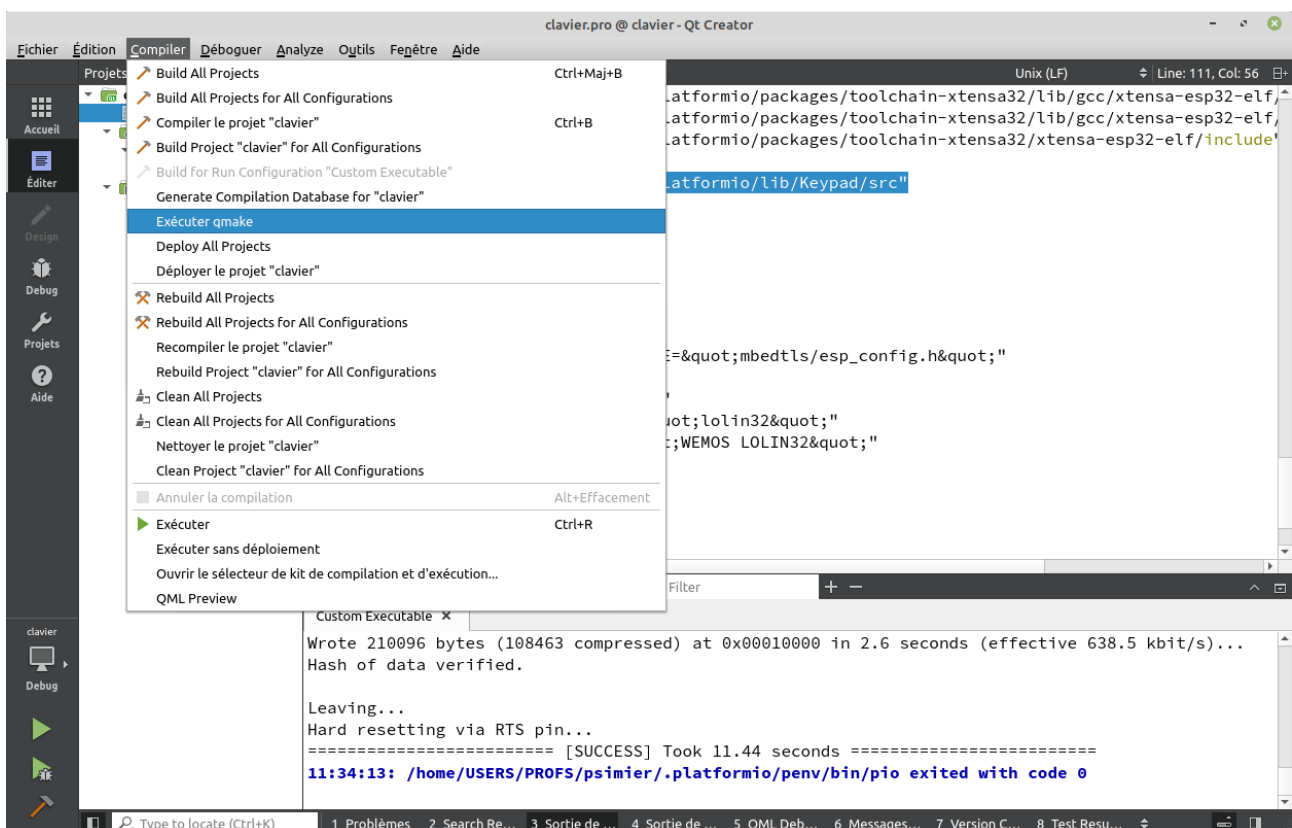 clavier.pro @ clavier - Qt Creator
Fichier Édition Compiler Déboguer Analyze Outils Fenêtre Aide
Projets
Unix (LF) Line: 111, Col: 56
Accueil
Éditer
Design
Debug
Projets
Aide
Build All Projects Ctrl+Maj+B
Build All Projects for All Configurations
Compiler le projet "clavier" Ctrl+B
Build Project "clavier" for All Configurations
Build for Run Configuration "Custom Executable"
Generate Compilation Database for "clavier"
Exécuter qmake
Deploy All Projects
Déployer le projet "clavier"
Rebuild All Projects
Rebuild All Projects for All Configurations
Recompiler le projet "clavier"
Rebuild Project "clavier" for All Configurations
Clean All Projects
Clean All Projects for All Configurations
Nettoyer le projet "clavier"
Clean Project "clavier" for All Configurations
Annuler la compilation Alt+Effacement
Exécuter Ctrl+R
Exécuter sans déploiement
Ouvrir le sélecteur de kit de compilation et d'exécution...
QML Preview
atformio/packages/toolchain-xtensa32/lib/gcc/xtensa-esp32-elf/
atformio/packages/toolchain-xtensa32/lib/gcc/xtensa-esp32-elf/
atformio/packages/toolchain-xtensa32/xtensa-esp32-elf/include"
atformio/lib/Keypad/src"
E=&quot;mbedtls/esp_config.h&quot;"
"
uot;lolin32&quot;"
t;WEMOS LOLIN32&quot;"
Filter + −
Custom Executable
Wrote 210096 bytes (108463 compressed) at 0x00010000 in 2.6 seconds (effective 638.5 kbit/s)...
Hash of data verified.
Leaving...
Hard resetting via RTS pin...
========================= [SUCCESS] Took 11.44 seconds =========================
11:34:13: /home/USERS/PROFS/psimier/.platformio/penv/bin/pio exited with code 0
clavier
Debug
Type to locate (Ctrl+K) 1 Problèmes 2 Search Re... 3 Sortie de ... 4 Sortie de ... 5 QML Deb... 6 Messages... 7 Version C... 8 Test Resu...